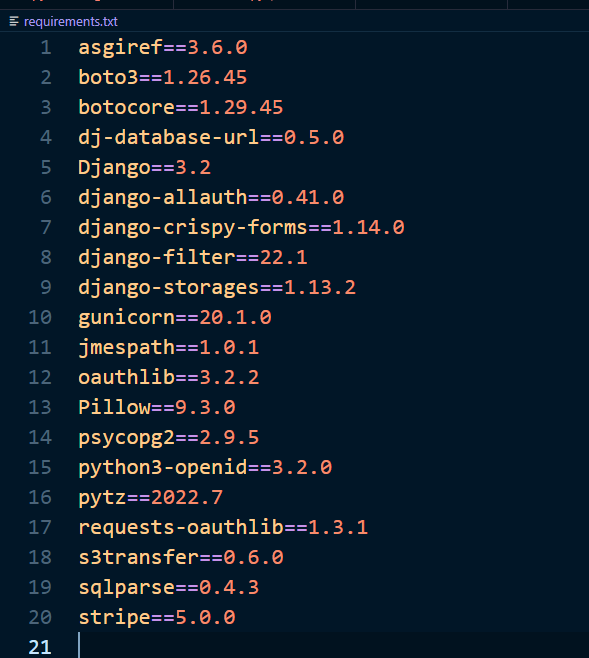 requirements.txt
1 asgiref==3.6.0
2 boto3==1.26.45
3 botocore==1.29.45
4 dj-database-url==0.5.0
5 Django==3.2
6 django-allauth==0.41.0
7 django-crispy-forms==1.14.0
8 django-filter==22.1
9 django-storages==1.13.2
10 gunicorn==20.1.0
11 jmespath==1.0.1
12 oauthlib==3.2.2
13 Pillow==9.3.0
14 psycopg2==2.9.5
15 python3-openid==3.2.0
16 pytz==2022.7
17 requests-oauthlib==1.3.1
18 s3transfer==0.6.0
19 sqlparse==0.4.3
20 stripe==5.0.0
21